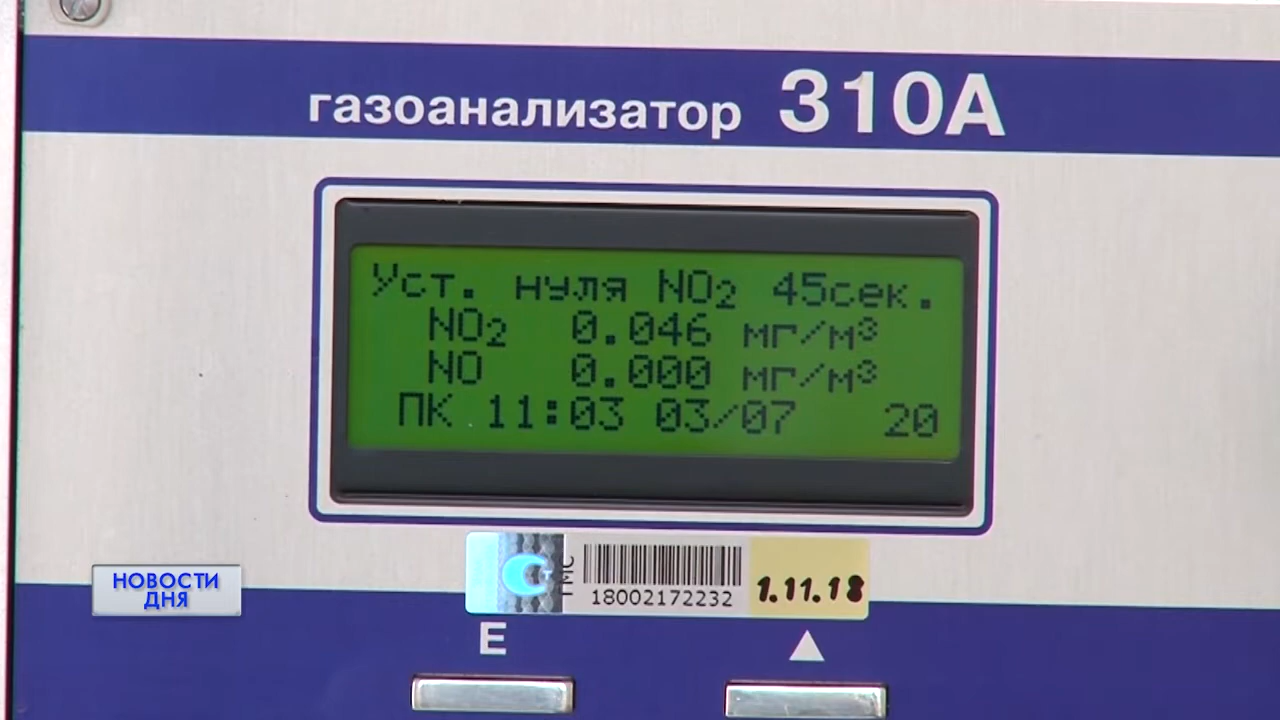 газоанализатор 310А
Уст. нуля NO₂ 45сек.
NO₂ 0.046 мг/м³
NO 0.000 мг/м³
ПК 11:03 03/07 20
ГМС
18002172232
1.11.18
НОВОСТИ
ДНЯ
E